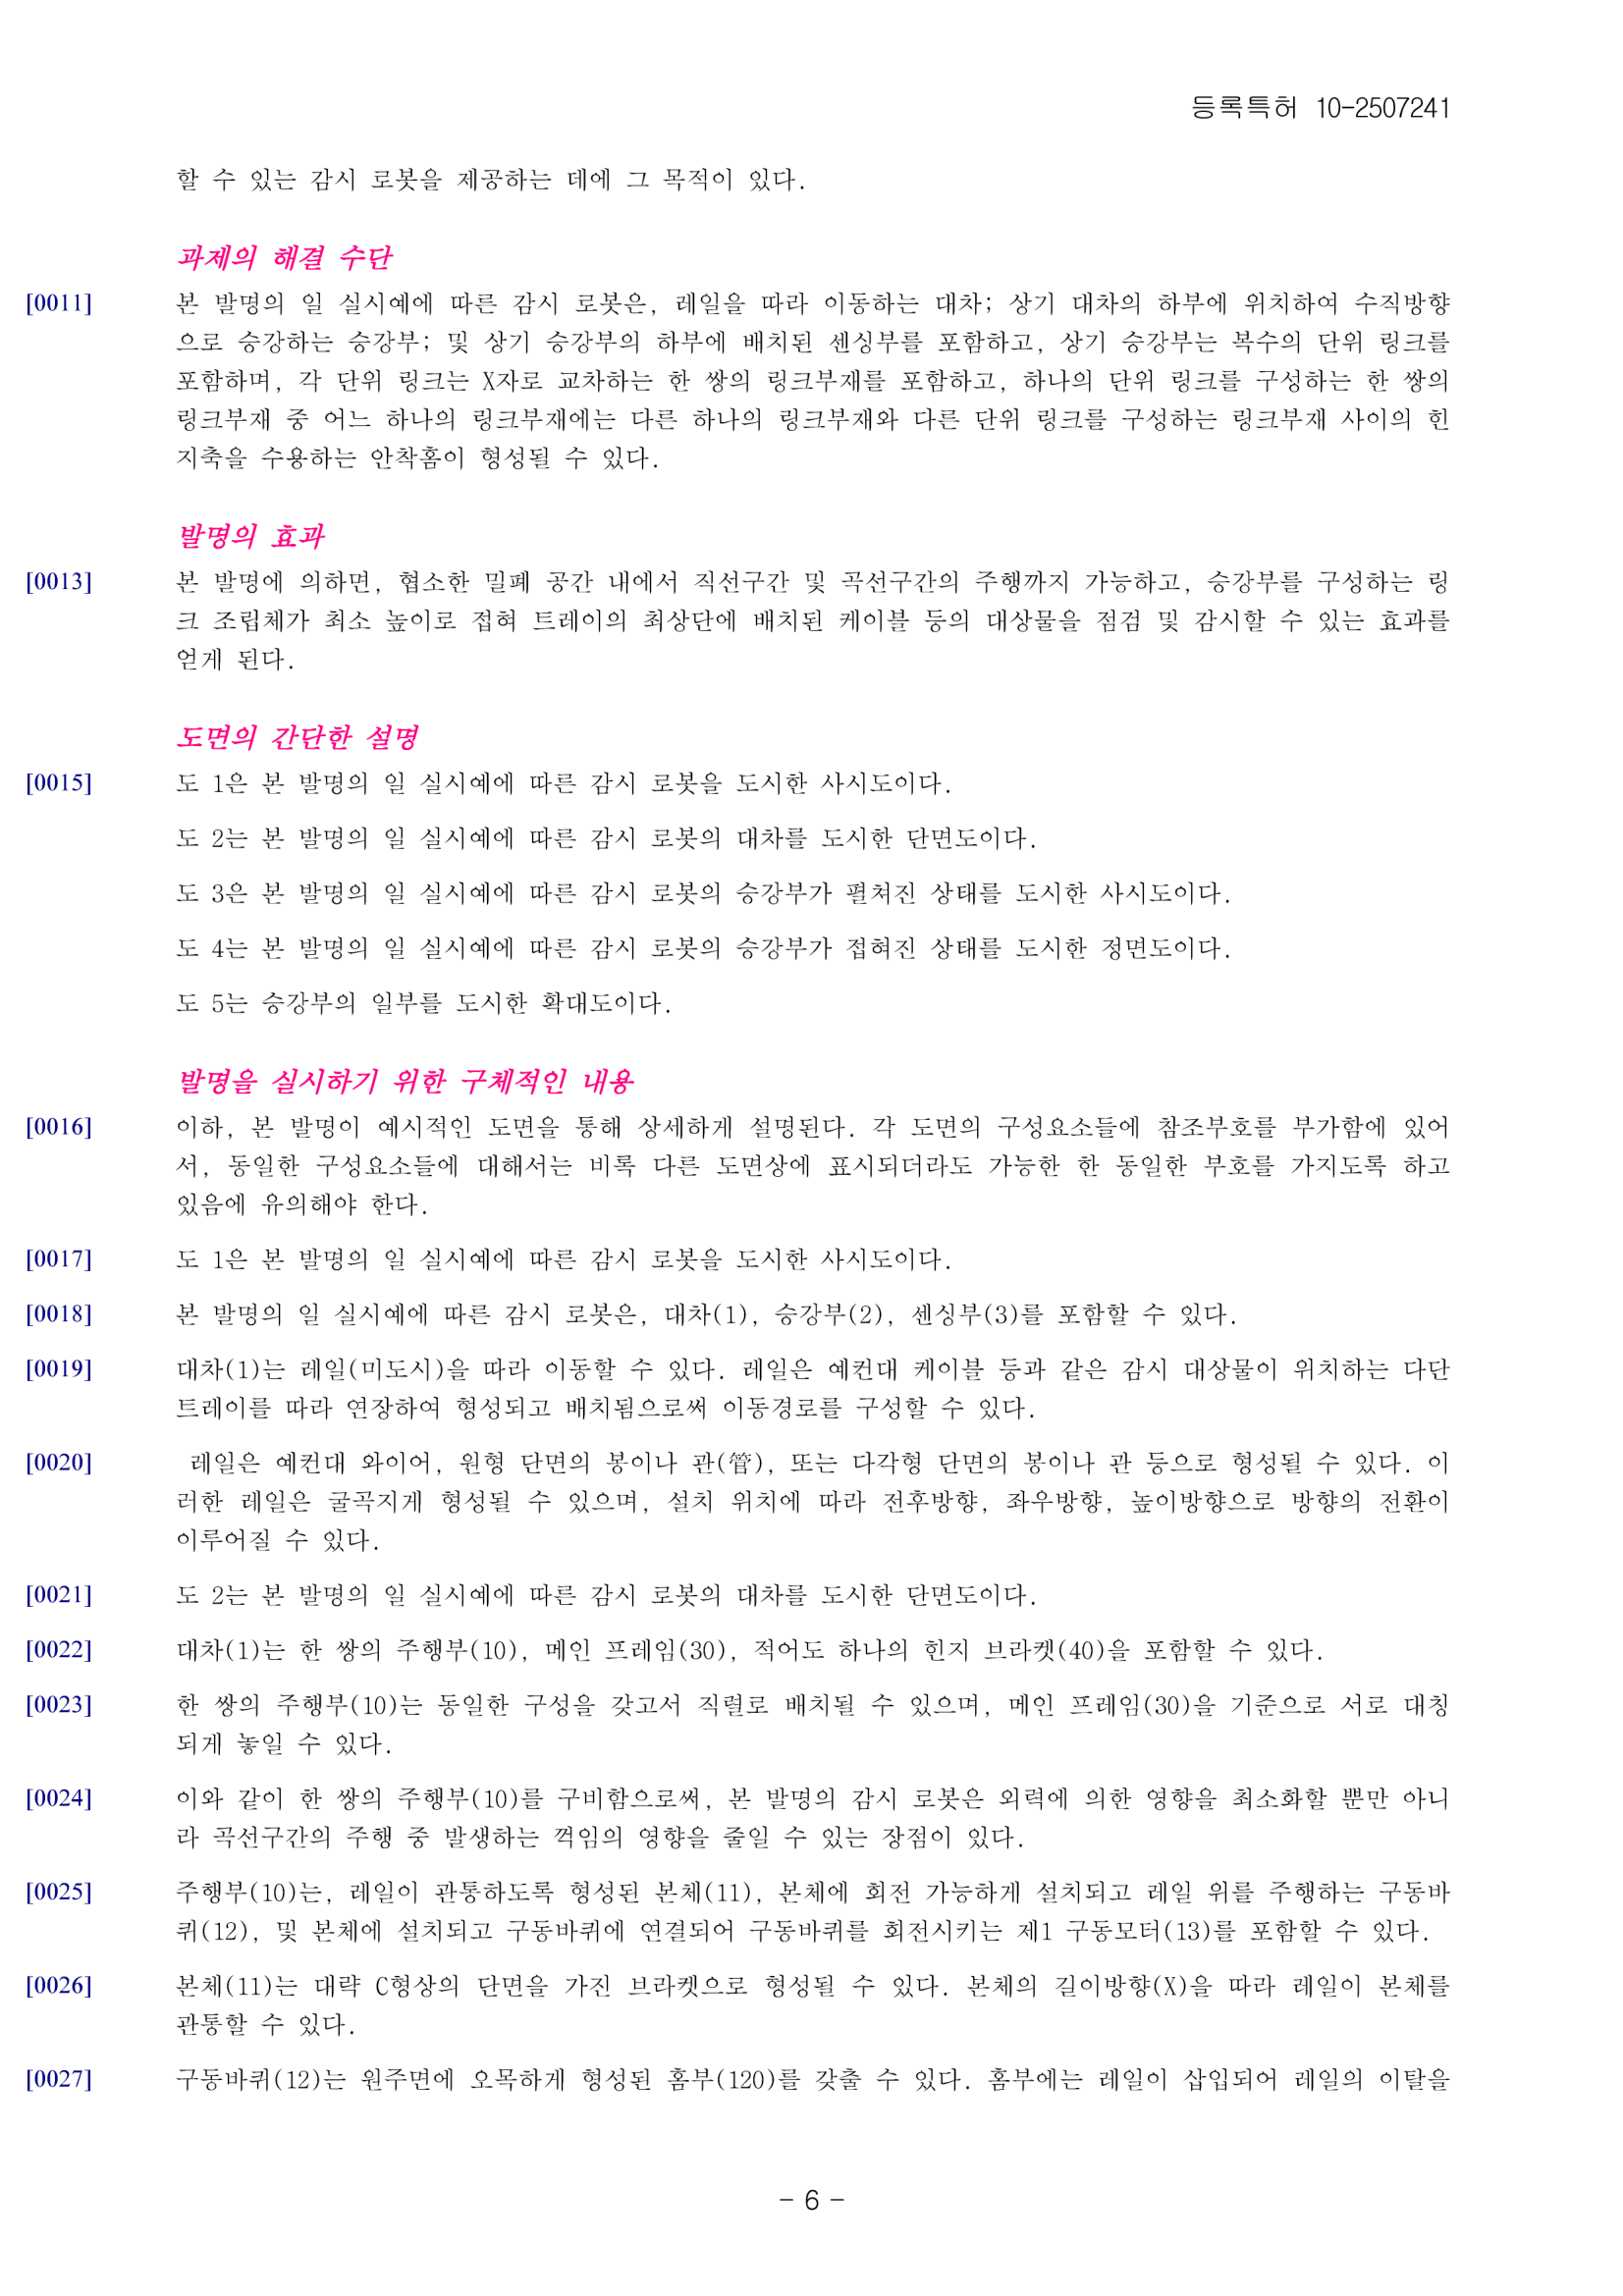 등록특허 10-2507241
할 수 있는 감시 로봇을 제공하는 데에 그 목적이 있다.
과제의 해결 수단
[0011] 본 발명의 일 실시예에 따른 감시 로봇은, 레일을 따라 이동하는 대차; 상기 대차의 하부에 위치하여 수직방향
으로 승강하는 승강부; 및 상기 승강부의 하부에 배치된 센싱부를 포함하고, 상기 승강부는 복수의 단위 링크를
포함하며, 각 단위 링크는 X자로 교차하는 한 쌍의 링크부재를 포함하고, 하나의 단위 링크를 구성하는 한 쌍의
링크부재 중 어느 하나의 링크부재에는 다른 하나의 링크부재와 다른 단위 링크를 구성하는 링크부재 사이의 힌
지축을 수용하는 안착홈이 형성될 수 있다.
발명의 효과
[0013] 본 발명에 의하면, 협소한 밀폐 공간 내에서 직선구간 및 곡선구간의 주행까지 가능하고, 승강부를 구성하는 링
크 조립체가 최소 높이로 접혀 트레이의 최상단에 배치된 케이블 등의 대상물을 점검 및 감시할 수 있는 효과를
얻게 된다.
도면의 간단한 설명
[0015] 도 1은 본 발명의 일 실시예에 따른 감시 로봇을 도시한 사시도이다.
도 2는 본 발명의 일 실시예에 따른 감시 로봇의 대차를 도시한 단면도이다.
도 3은 본 발명의 일 실시예에 따른 감시 로봇의 승강부가 펼쳐진 상태를 도시한 사시도이다.
도 4는 본 발명의 일 실시예에 따른 감시 로봇의 승강부가 접혀진 상태를 도시한 정면도이다.
도 5는 승강부의 일부를 도시한 확대도이다.
발명을 실시하기 위한 구체적인 내용
[0016] 이하, 본 발명이 예시적인 도면을 통해 상세하게 설명된다. 각 도면의 구성요소들에 참조부호를 부가함에 있어
서, 동일한 구성요소들에 대해서는 비록 다른 도면상에 표시되더라도 가능한 한 동일한 부호를 가지도록 하고
있음에 유의해야 한다.
[0017] 도 1은 본 발명의 일 실시예에 따른 감시 로봇을 도시한 사시도이다.
[0018] 본 발명의 일 실시예에 따른 감시 로봇은, 대차(1), 승강부(2), 센싱부(3)를 포함할 수 있다.
[0019] 대차(1)는 레일(미도시)을 따라 이동할 수 있다. 레일은 예컨대 케이블 등과 같은 감시 대상물이 위치하는 다단
트레이를 따라 연장하여 형성되고 배치됨으로써 이동경로를 구성할 수 있다.
[0020] 레일은 예컨대 와이어, 원형 단면의 봉이나 관(管), 또는 다각형 단면의 봉이나 관 등으로 형성될 수 있다. 이
러한 레일은 굴곡지게 형성될 수 있으며, 설치 위치에 따라 전후방향, 좌우방향, 높이방향으로 방향의 전환이
이루어질 수 있다.
[0021] 도 2는 본 발명의 일 실시예에 따른 감시 로봇의 대차를 도시한 단면도이다.
[0022] 대차(1)는 한 쌍의 주행부(10), 메인 프레임(30), 적어도 하나의 힌지 브라켓(40)을 포함할 수 있다.
[0023] 한 쌍의 주행부(10)는 동일한 구성을 갖고서 직렬로 배치될 수 있으며, 메인 프레임(30)을 기준으로 서로 대칭
되게 놓일 수 있다.
[0024] 이와 같이 한 쌍의 주행부(10)를 구비함으로써, 본 발명의 감시 로봇은 외력에 의한 영향을 최소화할 뿐만 아니
라 곡선구간의 주행 중 발생하는 꺽임의 영향을 줄일 수 있는 장점이 있다.
[0025] 주행부(10)는, 레일이 관통하도록 형성된 본체(11), 본체에 회전 가능하게 설치되고 레일 위를 주행하는 구동바
퀴(12), 및 본체에 설치되고 구동바퀴에 연결되어 구동바퀴를 회전시키는 제1 구동모터(13)를 포함할 수 있다.
[0026] 본체(11)는 대략 C형상의 단면을 가진 브라켓으로 형성될 수 있다. 본체의 길이방향(X)을 따라 레일이 본체를
관통할 수 있다.
[0027] 구동바퀴(12)는 원주면에 오목하게 형성된 홈부(120)를 갖출 수 있다. 홈부에는 레일이 삽입되어 레일의 이탈을
- 6 -